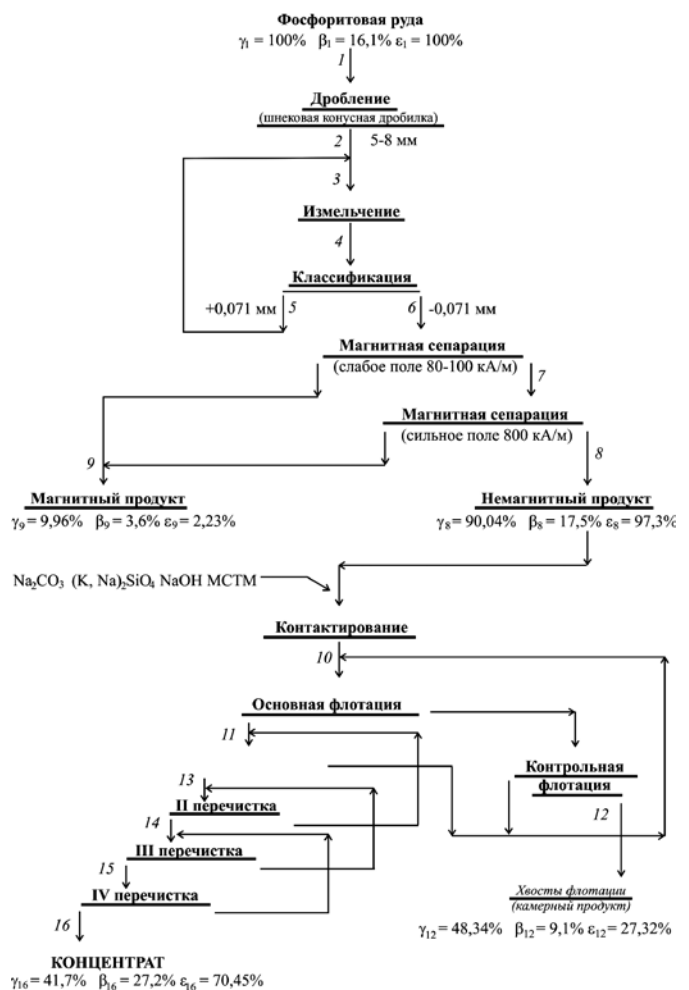 Фосфоритовая руда
γ₁ = 100% β₁ = 16,1% ε₁ = 100%
1
Дробление
(шнековая конусная дробилка)
2 5-8 мм
3
Измельчение
4
Классификация
+0,071 мм 5 6 -0,071 мм
Магнитная сепарация
(слабое поле 80-100 кА/м) 7
Магнитная сепарация
(сильное поле 800 кА/м)
9 8
Магнитный продукт Немагнитный продукт
γ₉ = 9,96% β₉ = 3,6% ε₉ = 2,23% γ₈ = 90,04% β₈ = 17,5% ε₈ = 97,3%
Na₂CO₃ (K, Na)₂SiO₄ NaOH МСТМ
Контактирование
10
Основная флотация
11
Контрольная
13 флотация
II перечистка 12
14
III перечистка
15
IV перечистка Хвосты флотации
16 (камерный продукт)
γ₁₂ = 48,34% β₁₂ = 9,1% ε₁₂ = 27,32%
КОНЦЕНТРАТ
γ₁₆ = 41,7% β₁₆ = 27,2% ε₁₆ = 70,45%